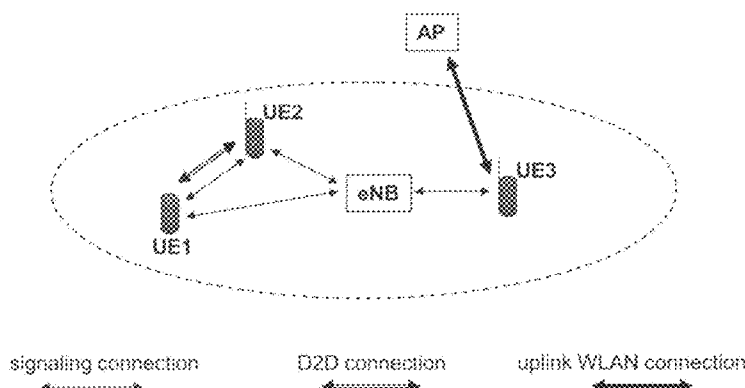 AP
UE2
UE3
eNB
UE1
signaling connection D2D connection uplink WLAN connection